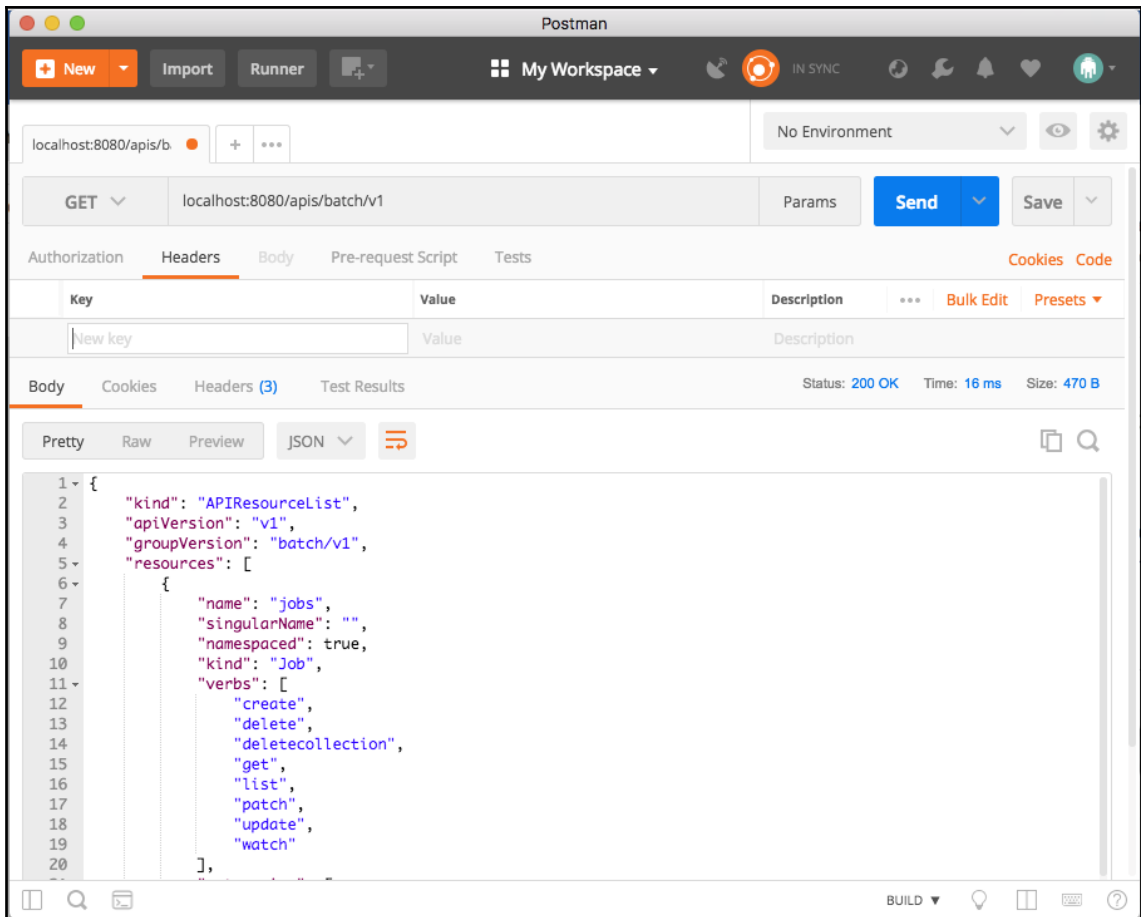 Postman
New Import Runner My Workspace IN SYNC
localhost:8080/apis/b + ••• No Environment
GET localhost:8080/apis/batch/v1 Params Send Save
Authorization Headers Body Pre-request Script Tests Cookies Code
Key Value Description ••• Bulk Edit Presets
New key Value Description
Body Cookies Headers (3) Test Results Status: 200 OK Time: 16 ms Size: 470 B
Pretty Raw Preview JSON
1 {
2 "kind": "APIResourceList",
3 "apiVersion": "v1",
4 "groupVersion": "batch/v1",
5 "resources": [
6 {
7 "name": "jobs",
8 "singularName": "",
9 "namespaced": true,
10 "kind": "Job",
11 "verbs": [
12 "create",
13 "delete",
14 "deletecollection",
15 "get",
16 "list",
17 "patch",
18 "update",
19 "watch"
20 ],
BUILD